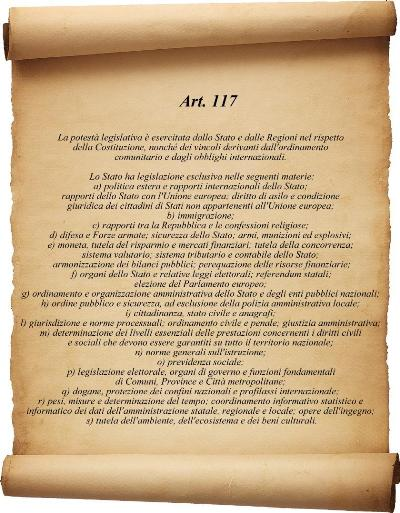 Art. 117
La potestà legislativa è esercitata dallo Stato e dalle Regioni nel rispetto
della Costituzione, nonché dei vincoli derivanti dall'ordinamento
comunitario e dagli obblighi internazionali.
Lo Stato ha legislazione esclusiva nelle seguenti materie:
a) politica estera e rapporti internazionali dello Stato;
rapporti dello Stato con l'Unione europea; diritto di asilo e condizione
giuridica dei cittadini di Stati non appartenenti all'Unione europea;
b) immigrazione;
c) rapporti tra la Repubblica e le confessioni religiose;
d) difesa e Forze armate; sicurezza dello Stato; armi, munizioni ed esplosivi;
e) moneta, tutela del risparmio e mercati finanziari; tutela della concorrenza;
sistema valutario; sistema tributario e contabile dello Stato;
armonizzazione dei bilanci pubblici; perequazione delle risorse finanziarie;
f) organi dello Stato e relative leggi elettorali; referendum statali;
elezione del Parlamento europeo;
g) ordinamento e organizzazione amministrativa dello Stato e degli enti pubblici nazionali;
h) ordine pubblico e sicurezza, ad esclusione della polizia amministrativa locale;
i) cittadinanza, stato civile e anagrafi;
l) giurisdizione e norme processuali; ordinamento civile e penale; giustizia amministrativa;
m) determinazione dei livelli essenziali delle prestazioni concernenti i diritti civili
e sociali che devono essere garantiti su tutto il territorio nazionale;
n) norme generali sull'istruzione;
o) previdenza sociale;
p) legislazione elettorale, organi di governo e funzioni fondamentali
di Comuni, Province e Città metropolitane;
q) dogane, protezione dei confini nazionali e profilassi internazionale;
r) pesi, misure e determinazione del tempo; coordinamento informativo statistico e
informatico dei dati dell'amministrazione statale, regionale e locale; opere dell'ingegno;
s) tutela dell'ambiente, dell'ecosistema e dei beni culturali.